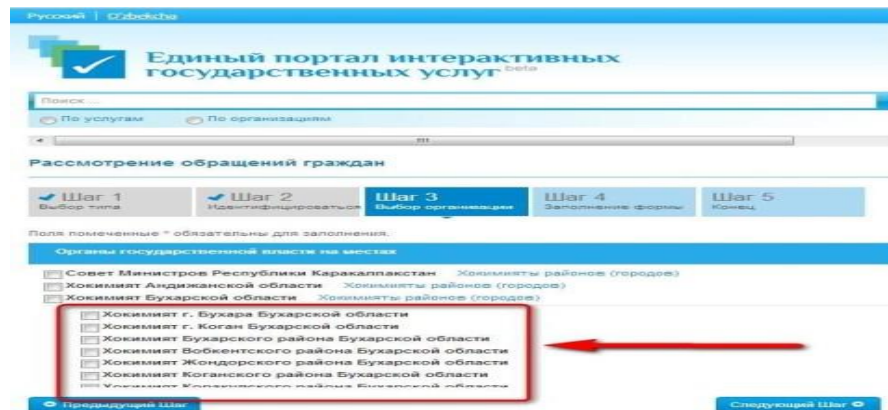 Русский | O'zbekcha
Единый портал интерактивных
государственных услуг beta
Поиск ...
По услугам По организациям
Рассмотрение обращений граждан
Шаг 1 Шаг 2 Шаг 3 Шаг 4 Шаг 5
Выбор типа Идентифицироваться Выбор организации Заполнение формы Конец
Поля помеченные * обязательны для заполнения.
Органы государственной власти на местах
Совет Министров Республики Каракалпакстан Хокимияты районов (городов)
Хокимият Андижанской области Хокимияты районов (городов)
Хокимият Бухарской области Хокимияты районов (городов)
Хокимият г. Бухара Бухарской области
Хокимият г. Коган Бухарской области
Хокимият Бухарского района Бухарской области
Хокимият Вобкентского района Бухарской области
Хокимият Жондорского района Бухарской области
Хокимият Коганского района Бухарской области
Хокимият Коракулского района Бухарской области
Предыдущий Шаг Следующий Шаг